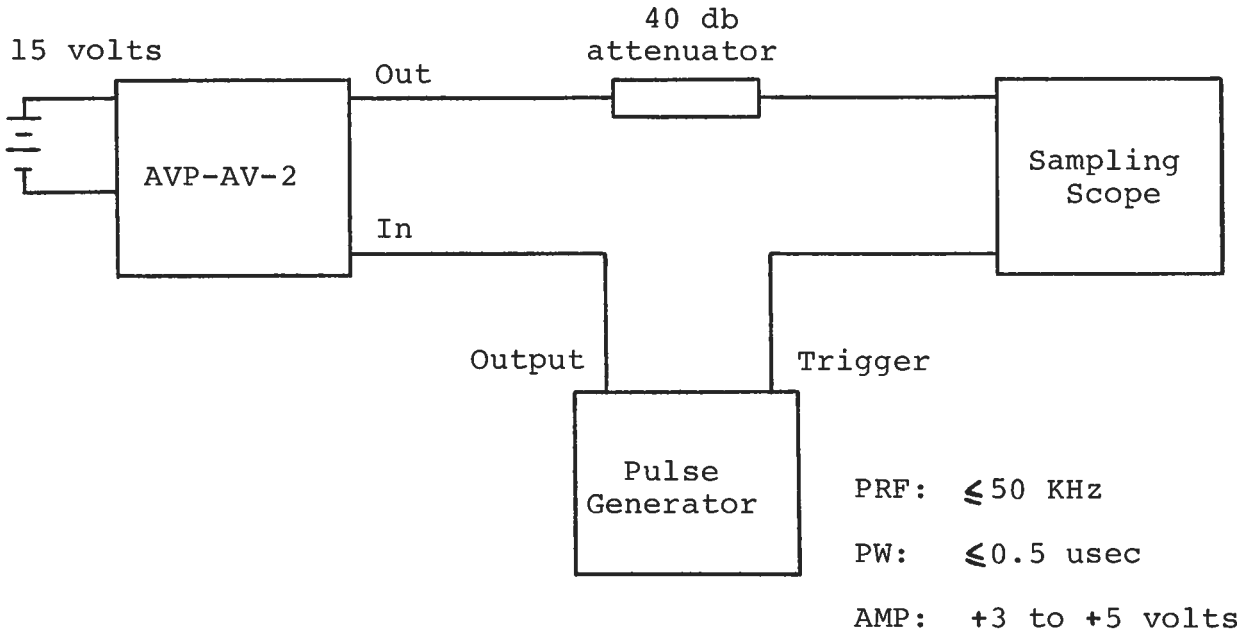 40 db
attenuator
15 volts
Out
AVP-AV-2
Sampling
Scope
In
Output
Trigger
Pulse
Generator
PRF: ≤50 KHz
PW: ≤0.5 usec
AMP: +3 to +5 volts